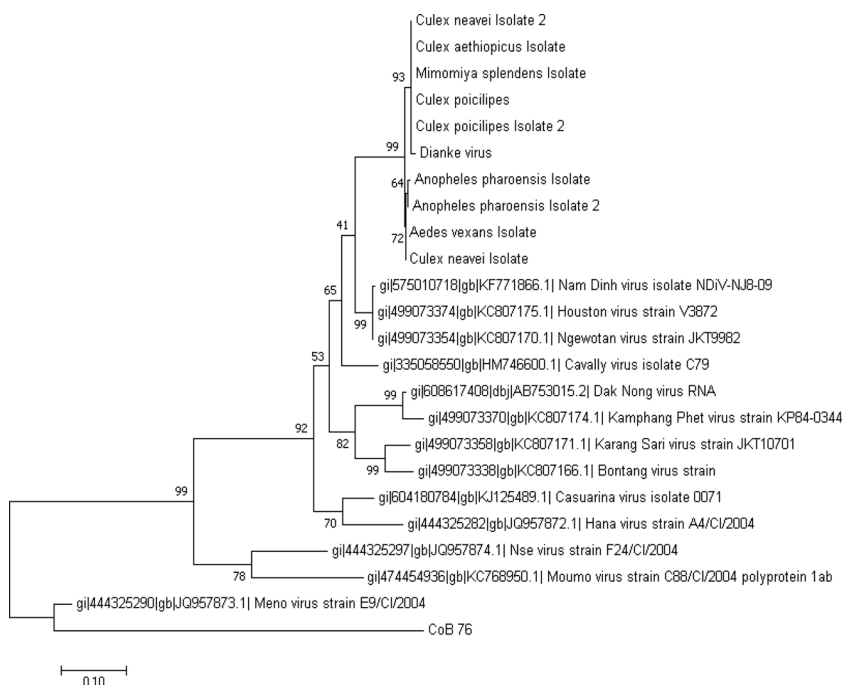 Culex neavei Isolate 2
Culex aethiopicus Isolate
93
Mimomiya splendens Isolate
Culex poicilipes
Culex poicilipes Isolate 2
99
Dianke virus
64
Anopheles pharoensis Isolate
Anopheles pharoensis Isolate 2
41
72
Aedes vexans Isolate
Culex neavei Isolate
65
gi|575010718|gb|KF771866.1| Nam Dinh virus isolate NDiV-NJ8-09
gi|499073374|gb|KC807175.1| Houston virus strain V3872
99
gi|499073354|gb|KC807170.1| Ngewotan virus strain JKT9982
53
gi|335058550|gb|HM746600.1| Cavally virus isolate C79
99
gi|608617408|dbj|AB753015.2| Dak Nong virus RNA
gi|499073370|gb|KC807174.1| Kamphang Phet virus strain KP84-0344
92
82
gi|499073358|gb|KC807171.1| Karang Sari virus strain JKT10701
99
gi|499073338|gb|KC807166.1| Bontang virus strain
99
gi|604180784|gb|KJ125489.1| Casuarina virus isolate 0071
70
gi|444325282|gb|JQ957872.1| Hana virus strain A4/CI/2004
gi|444325297|gb|JQ957874.1| Nse virus strain F24/CI/2004
78
gi|474454936|gb|KC768950.1| Moumo virus strain C88/CI/2004 polyprotein 1ab
gi|444325290|gb|JQ957873.1| Meno virus strain E9/CI/2004
CoB 76
0.10